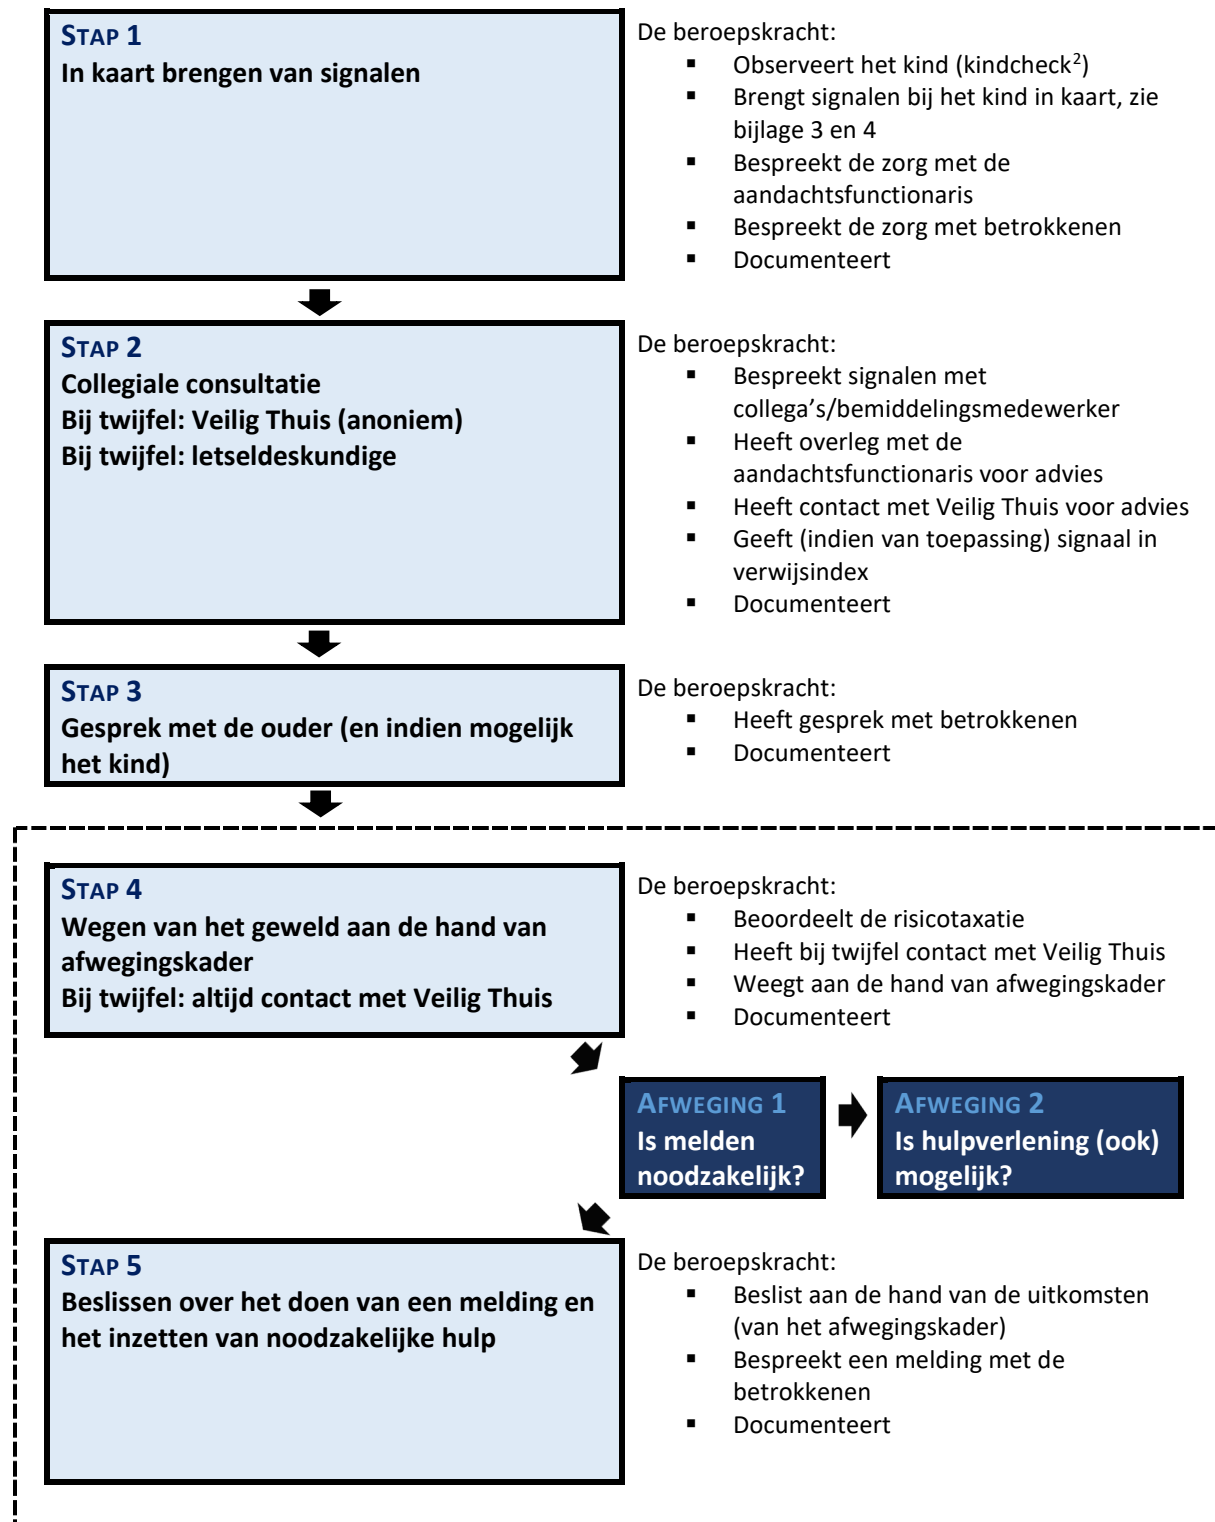 STAP 1
In kaart brengen van signalen
De beroepskracht:
▪ Observeert het kind (kindcheck²)
▪ Brengt signalen bij het kind in kaart, zie
bijlage 3 en 4
▪ Bespreekt de zorg met de
aandachtsfunctionaris
▪ Bespreekt de zorg met betrokkenen
▪ Documenteert
STAP 2
Collegiale consultatie
Bij twijfel: Veilig Thuis (anoniem)
Bij twijfel: letseldeskundige
De beroepskracht:
▪ Bespreekt signalen met
collega’s/bemiddelingsmedewerker
▪ Heeft overleg met de
aandachtsfunctionaris voor advies
▪ Heeft contact met Veilig Thuis voor advies
▪ Geeft (indien van toepassing) signaal in
verwijsindex
▪ Documenteert
STAP 3
Gesprek met de ouder (en indien mogelijk
het kind)
De beroepskracht:
▪ Heeft gesprek met betrokkenen
▪ Documenteert
STAP 4
Wegen van het geweld aan de hand van
afwegingskader
Bij twijfel: altijd contact met Veilig Thuis
De beroepskracht:
▪ Beoordeelt de risicotaxatie
▪ Heeft bij twijfel contact met Veilig Thuis
▪ Weegt aan de hand van afwegingskader
▪ Documenteert
AFWEGING 1
Is melden
noodzakelijk?
AFWEGING 2
Is hulpverlening (ook)
mogelijk?
STAP 5
Beslissen over het doen van een melding en
het inzetten van noodzakelijke hulp
De beroepskracht:
▪ Beslist aan de hand van de uitkomsten
(van het afwegingskader)
▪ Bespreekt een melding met de
betrokkenen
▪ Documenteert